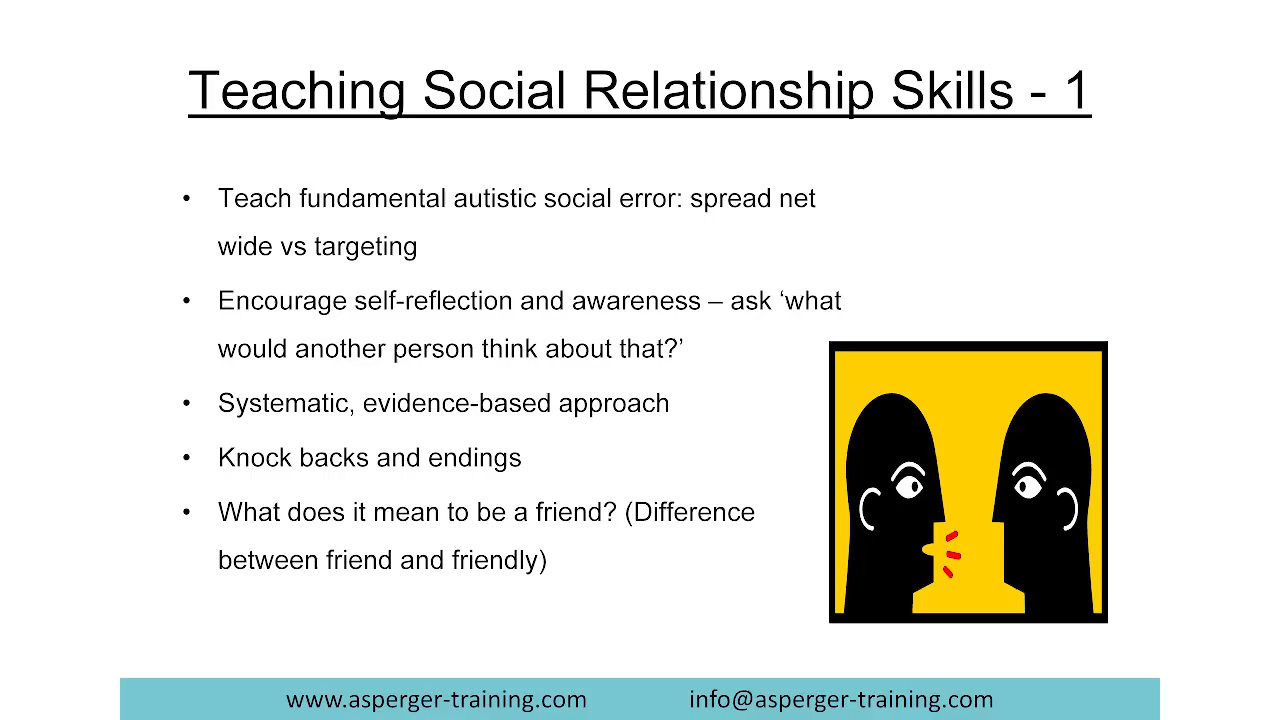 Teaching Social Relationship Skills - 1
• Teach fundamental autistic social error: spread net
wide vs targeting
• Encourage self-reflection and awareness – ask ‘what
would another person think about that?’
• Systematic, evidence-based approach
• Knock backs and endings
• What does it mean to be a friend? (Difference
between friend and friendly)
www.asperger-training.com info@asperger-training.com